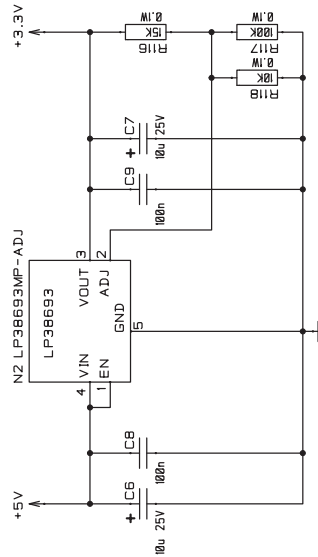 N2 LP38693MP-ADJ
LP38693
+5V
+3.3V
4
VIN
VOUT
3
1
EN
ADJ
2
GND
5
C6
+
10u 25V
C8
100n
C9
100n
C7
+
10u 25V
R116
15K
0.1W
R117
100K
0.1W
R118
10K
0.1W